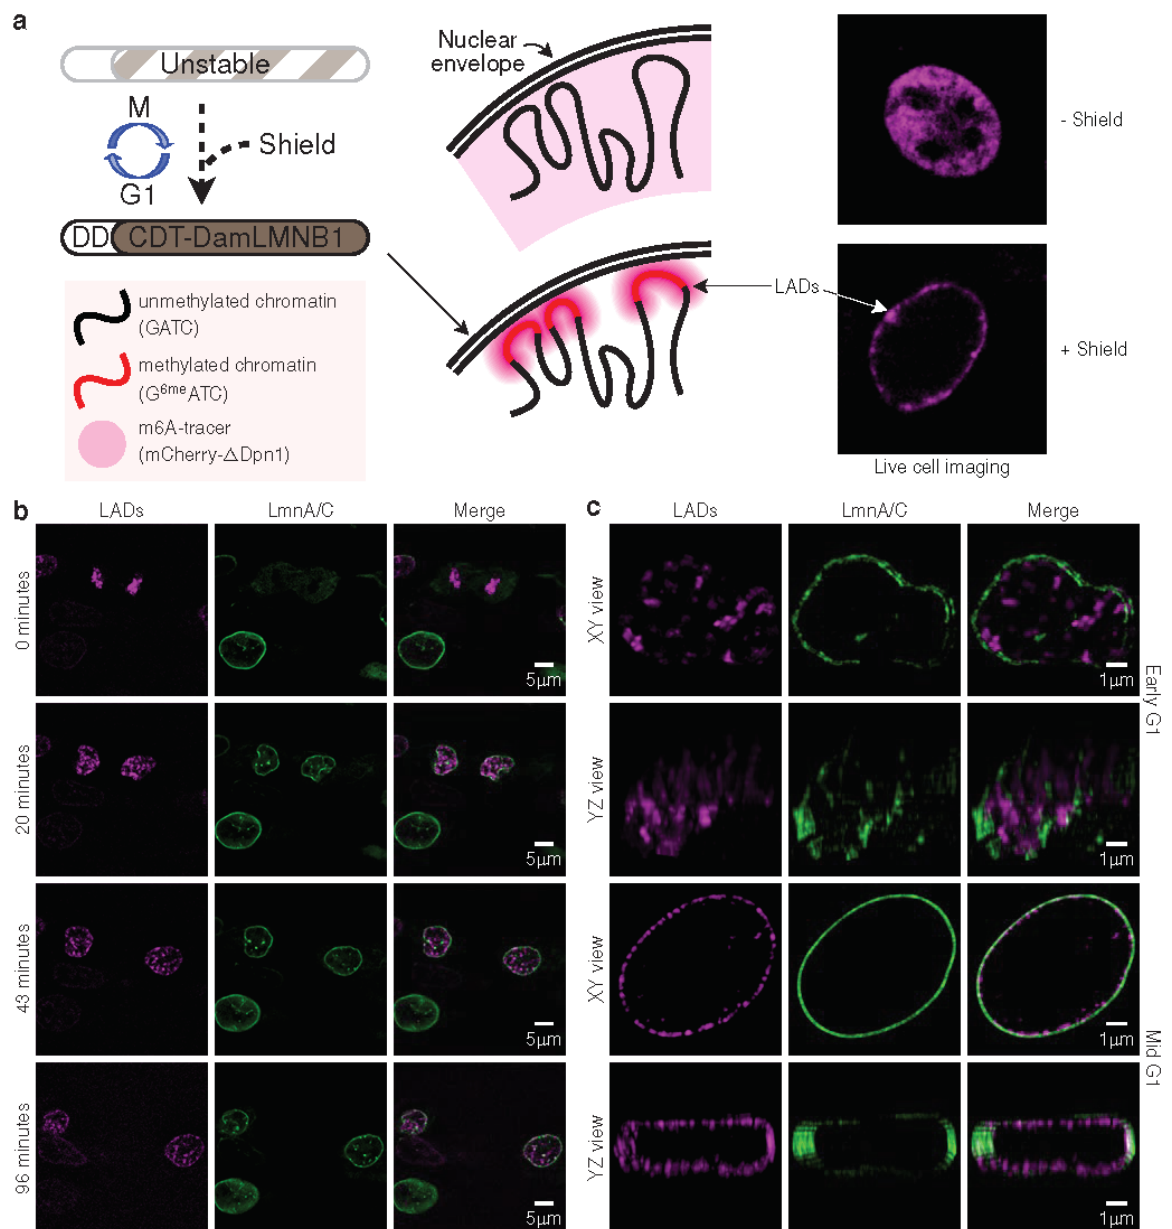 a
Unstable
M
Shield
G1
DD CDT-DamLMNB1
unmethylated chromatin
(GATC)
methylated chromatin
(G6meATC)
m6A-tracer
(mCherry-ΔDpn1)
Nuclear
envelope
LADs
- Shield
+ Shield
Live cell imaging
b
LADs LmnA/C Merge
0 minutes
5µm
20 minutes
5µm
43 minutes
5µm
96 minutes
5µm
c
LADs LmnA/C Merge
XY view
1µm
Early G1
YZ view
1µm
XY view
1µm
Mid G1
YZ view
1µm